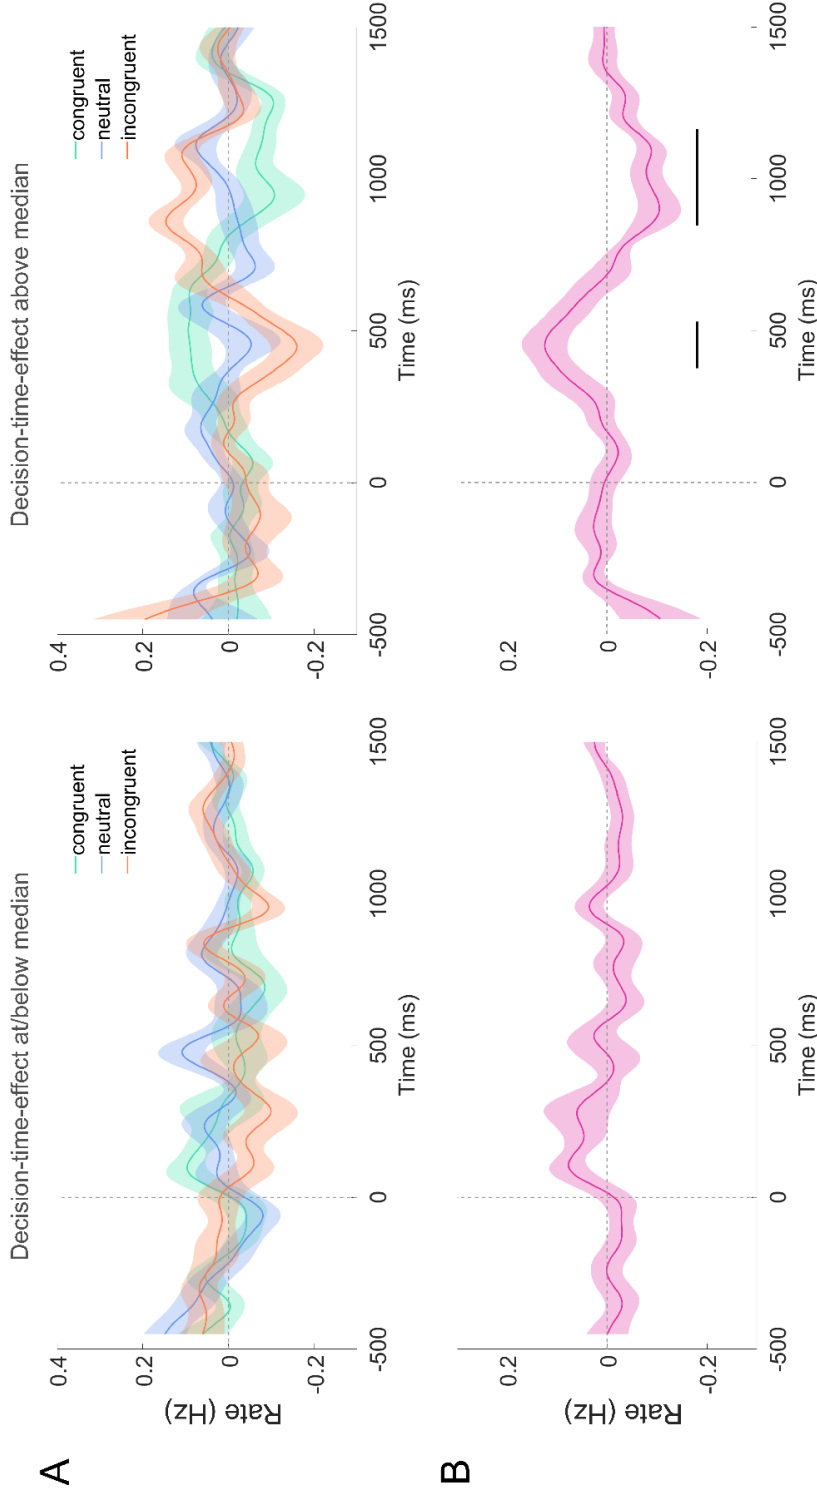 A
Decision-time-effect at/below median
Decision-time-effect above median
Rate (Hz)
0.4
0.2
0
-0.2
-500
0
500
1000
1500
Time (ms)
congruent
neutral
incongruent
0.4
0.2
0
-0.2
-500
0
500
1000
1500
Time (ms)
congruent
neutral
incongruent
B
Rate (Hz)
0.2
0
-0.2
-500
0
500
1000
1500
Time (ms)
0.2
0
-0.2
-500
0
500
1000
1500
Time (ms)